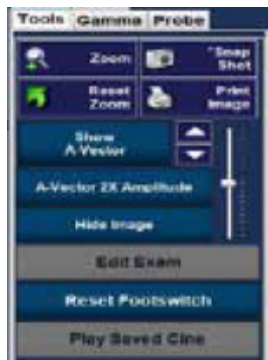 Tools Gamma Probe
Zoom
"Snap
Shot
Reset
Zoom
Print
Image
Show
A-Vector
A-Vector 2X Amplitude
Hide Image
Edit Exam
Reset Footswitch
Play Saved Cine